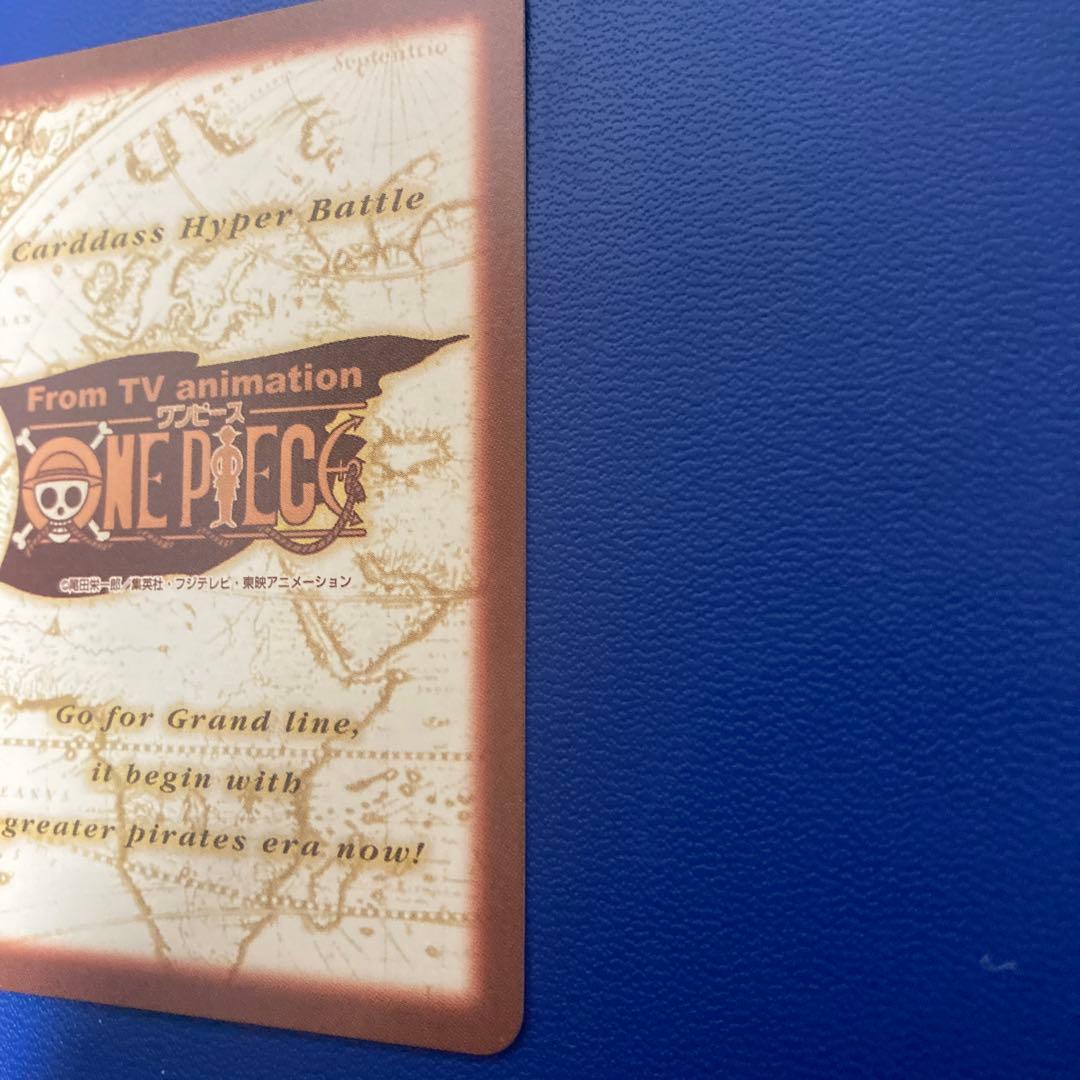 Septentrio
Carddass Hyper Battle
From TV animation
ワンピース
ONE PIECE
©尾田栄一郎/集英社・フジテレビ・東映アニメーション
Go for Grand line,
it begin with
greater pirates era now!